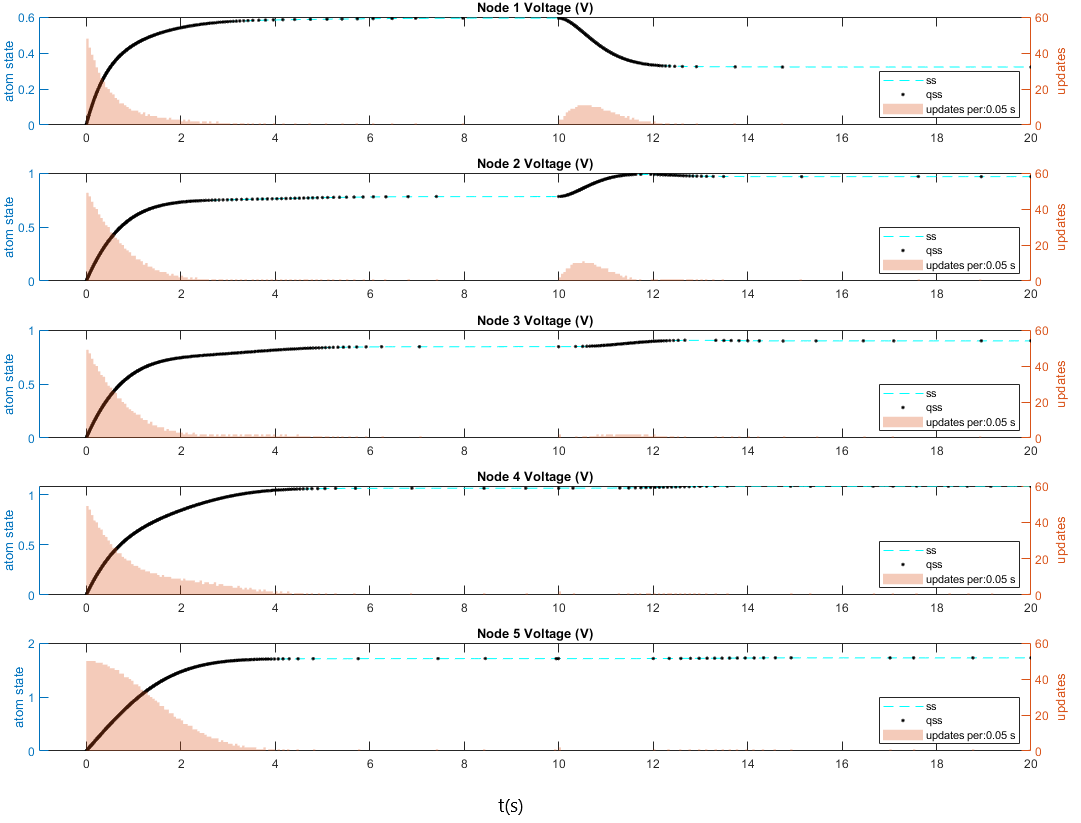 Node 1 Voltage (V)
0.6
0.4
0.2
0
atom state
60
40
20
0
updates
ss
qss
updates per:0.05 s
0 2 4 6 8 10 12 14 16 18 20
Node 2 Voltage (V)
1
0.5
0
atom state
60
40
20
0
updates
ss
qss
updates per:0.05 s
0 2 4 6 8 10 12 14 16 18 20
Node 3 Voltage (V)
1
0.5
0
atom state
60
40
20
0
updates
ss
qss
updates per:0.05 s
0 2 4 6 8 10 12 14 16 18 20
Node 4 Voltage (V)
1
0.5
0
atom state
60
40
20
0
updates
ss
qss
updates per:0.05 s
0 2 4 6 8 10 12 14 16 18 20
Node 5 Voltage (V)
2
1
0
atom state
60
40
20
0
updates
ss
qss
updates per:0.05 s
0 2 4 6 8 10 12 14 16 18 20
t(s)